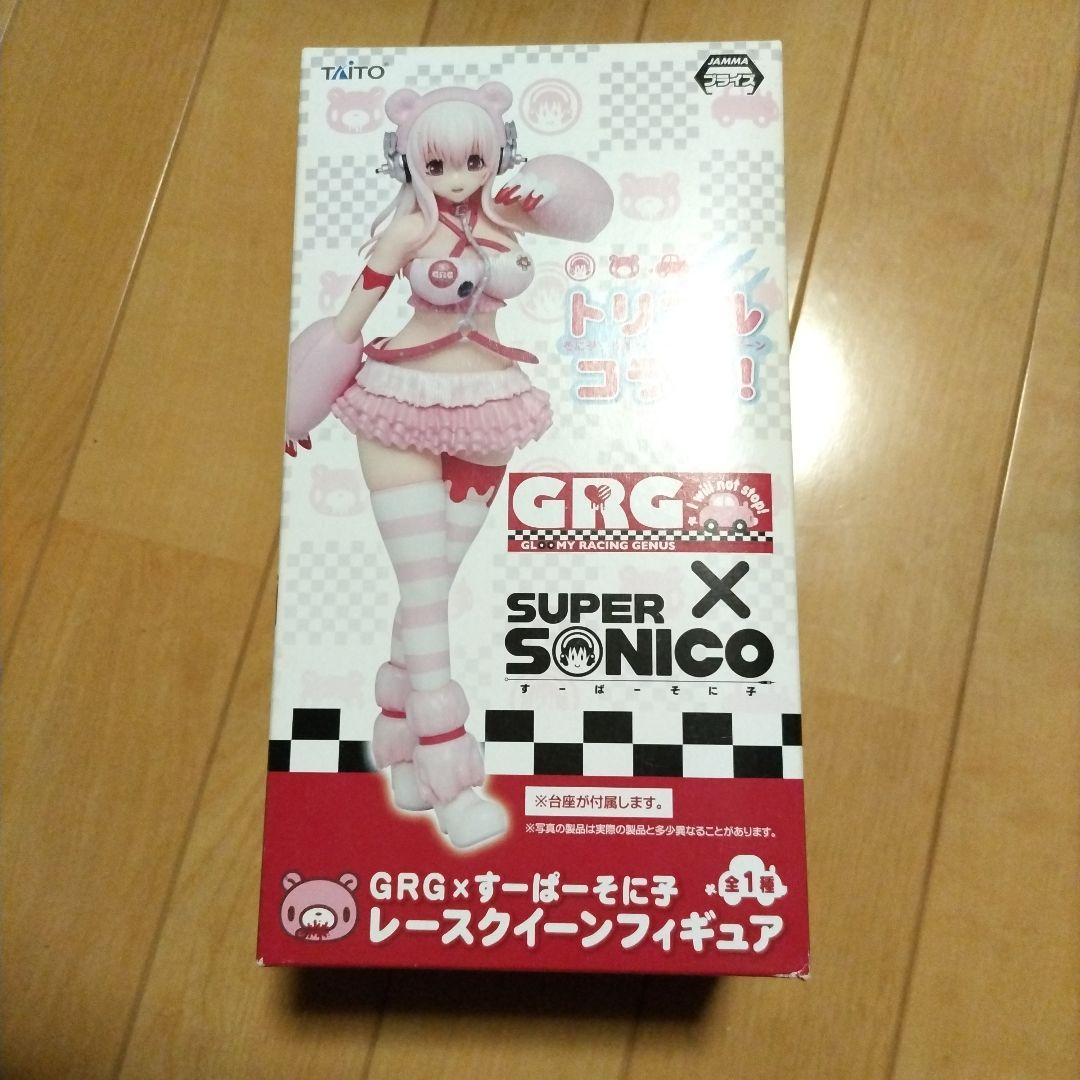 TAITO
JAMMA
プライズ
GRG
トリプル
コラボ!
GRG
I will not stop!
GLOOMY RACING GENUS
×
SUPER
SONICO
すーぱーそに子
※台座が付属します。
※写真の製品は実際の製品と多少異なることがあります。
GRG×すーぱーそに子
全1種
レースクイーンフィギュア